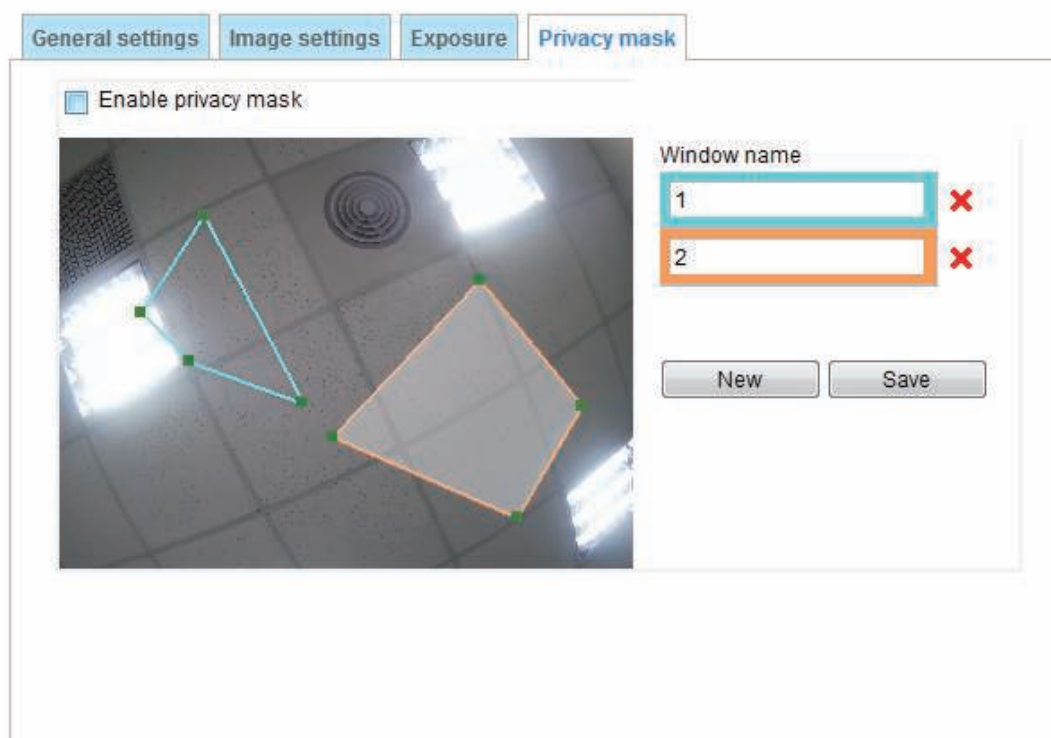 General settings Image settings Exposure Privacy mask
Enable privacy mask
Window name
1
2
New Save